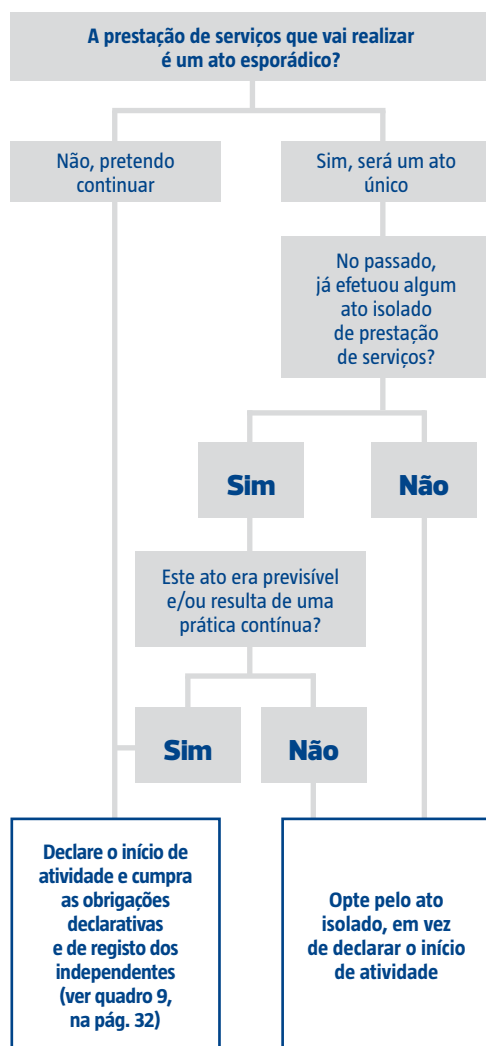 A prestação de serviços que vai realizar
é um ato esporádico?
Não, pretendo
continuar
Sim, será um ato
único
No passado,
já efetuou algum
ato isolado
de prestação
de serviços?
Sim
Não
Este ato era previsível
e/ou resulta de uma
prática contínua?
Sim
Não
Declare o início de
atividade e cumpra
as obrigações
declarativas
e de registo dos
independentes
(ver quadro 9,
na pág. 32)
Opte pelo ato
isolado, em vez
de declarar o início
de atividade